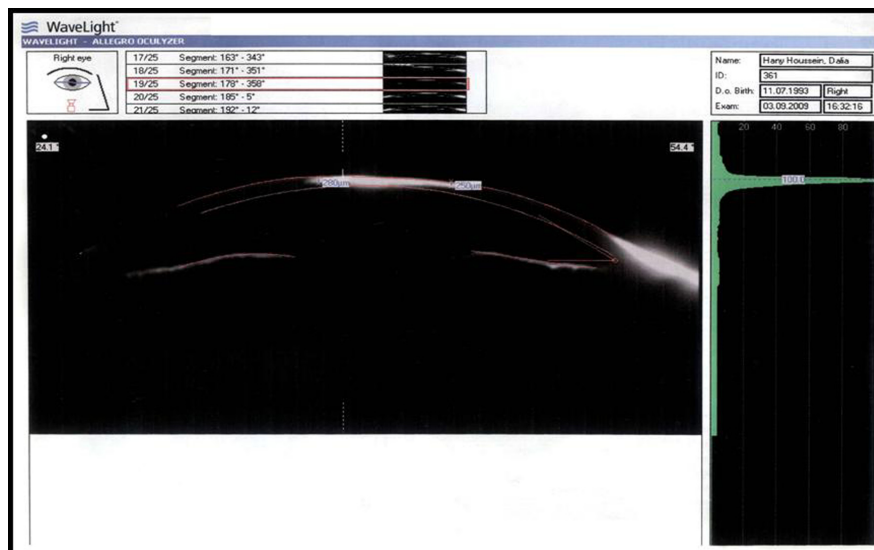 WaveLight
WAVELIGHT - ALLEGRO OCULYZER
Right eye
17/25 Segment: 163° - 343°
18/25 Segment: 171° - 351°
19/25 Segment: 178° - 358°
20/25 Segment: 185° - 5°
21/25 Segment: 192° - 12°
Name: Hany Houssein, Dalia
ID: 361
D.o. Birth: 11.07.1993 Right
Exam: 03.09.2009 16:32:16
24.1°
54.4°
20 40 60 80
280µm
250µm
100.0